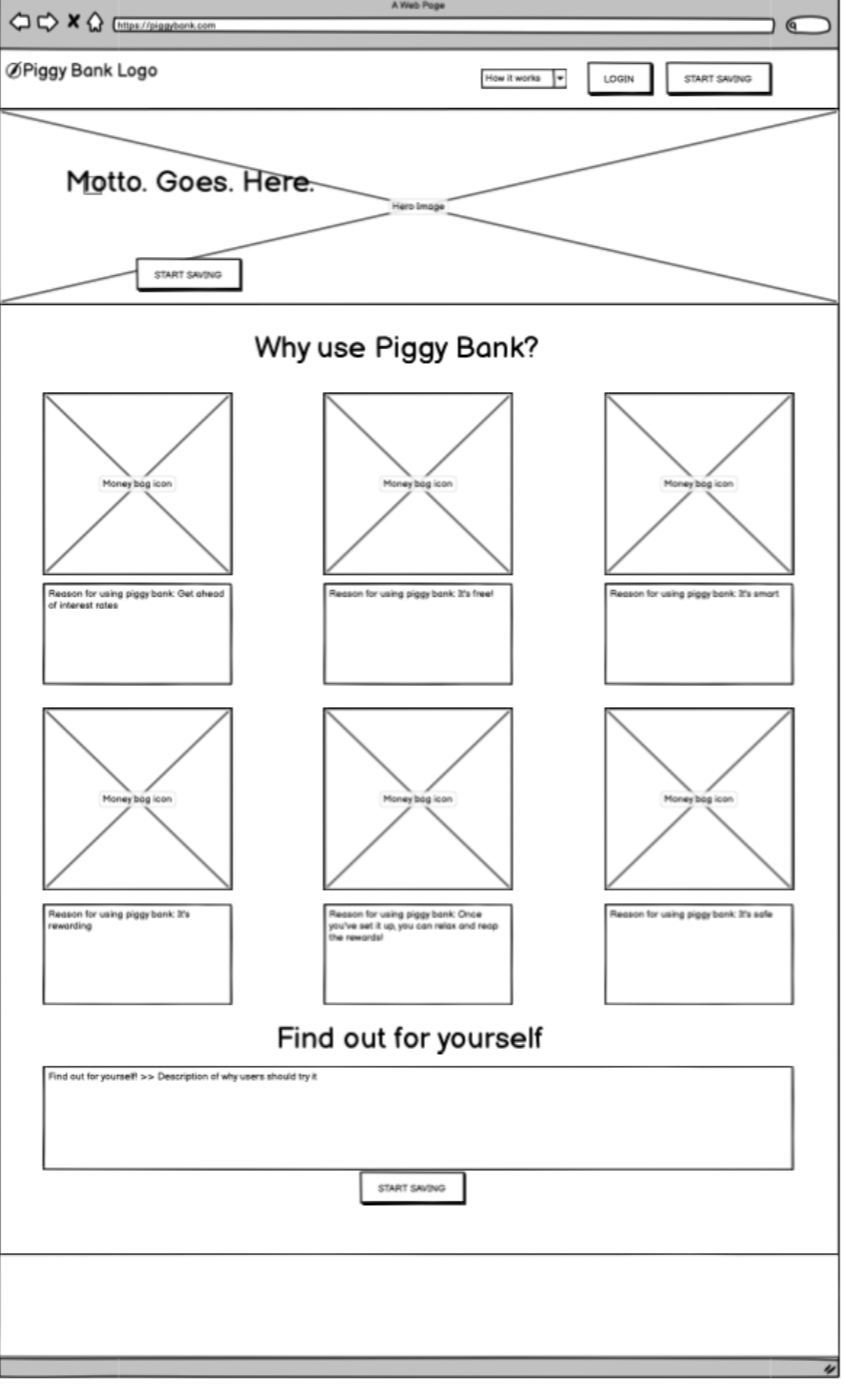 A Web Page
https://piggybank.com
Piggy Bank Logo
How it works
LOGIN
START SAVING
Motto. Goes. Here.
Hero Image
START SAVING
Why use Piggy Bank?
Money bag icon
Money bag icon
Money bag icon
Reason for using piggy bank: Get ahead
of interest rates
Reason for using piggy bank: It's free!
Reason for using piggy bank: It's smart
Money bag icon
Money bag icon
Money bag icon
Reason for using piggy bank: It's
rewarding
Reason for using piggy bank: Once
you've set it up, you can relax and reap
the rewards!
Reason for using piggy bank: It's safe
Find out for yourself
Find out for yourself! >> Description of why users should try it
START SAVING